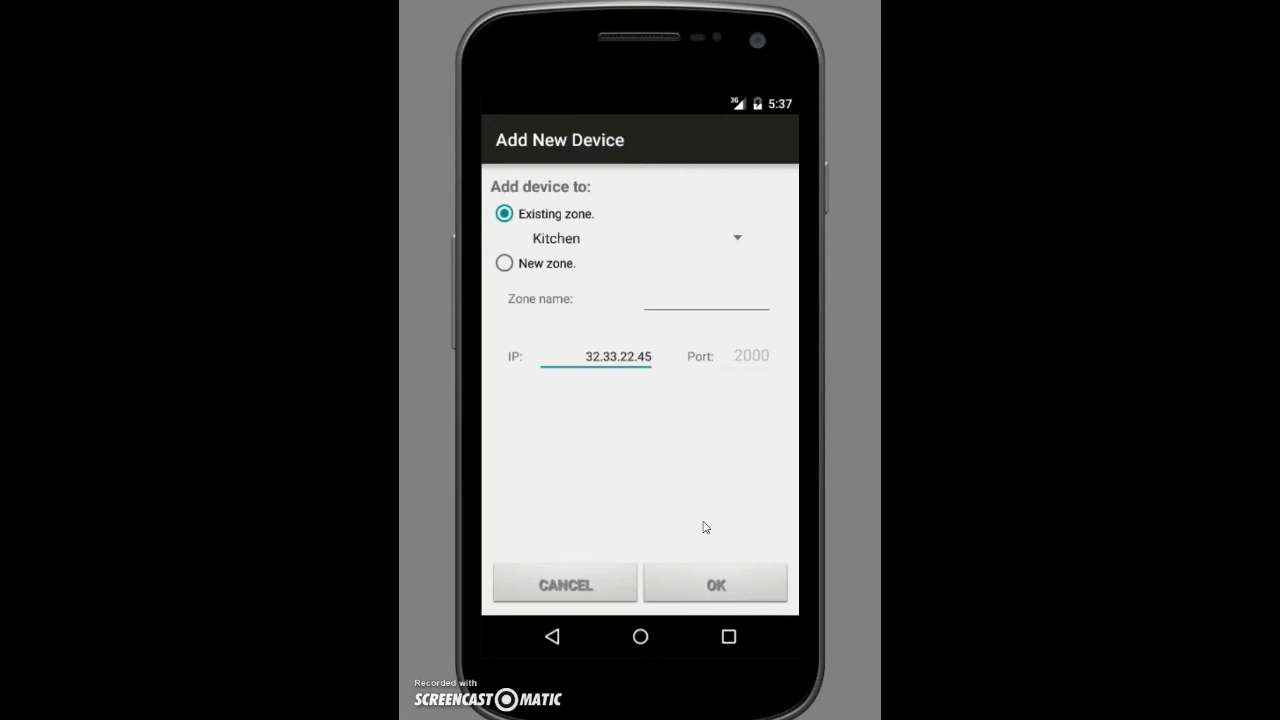 3G 5:37
Add New Device
Add device to:
Existing zone.
Kitchen
New zone.
Zone name:
IP: 32.33.22.45 Port: 2000
CANCEL OK
Recorded with
SCREENCAST MATIC